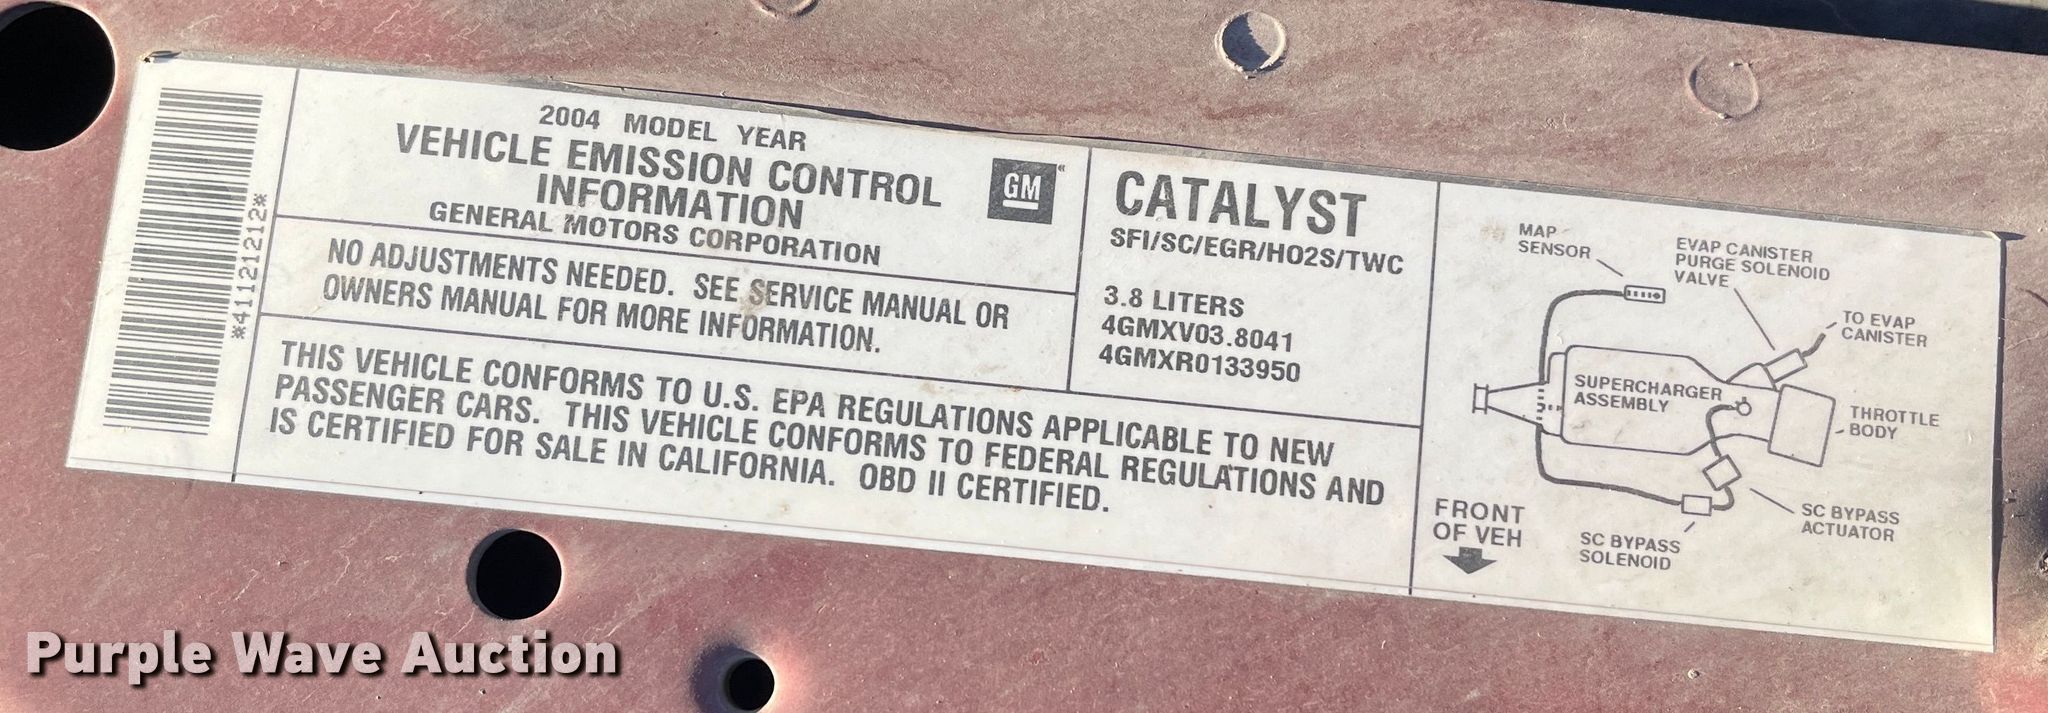 *41121212*
2004 MODEL YEAR
VEHICLE EMISSION CONTROL
INFORMATION
GENERAL MOTORS CORPORATION
GM
NO ADJUSTMENTS NEEDED. SEE SERVICE MANUAL OR
OWNERS MANUAL FOR MORE INFORMATION.
THIS VEHICLE CONFORMS TO U.S. EPA REGULATIONS APPLICABLE TO NEW
PASSENGER CARS. THIS VEHICLE CONFORMS TO FEDERAL REGULATIONS AND
IS CERTIFIED FOR SALE IN CALIFORNIA. OBD II CERTIFIED.
CATALYST
SFI/SC/EGR/HO2S/TWC
3.8 LITERS
4GMXV03.8041
4GMXR0133950
MAP
SENSOR
EVAP CANISTER
PURGE SOLENOID
VALVE
TO EVAP
CANISTER
SUPERCHARGER
ASSEMBLY
THROTTLE
BODY
FRONT
OF VEH
SC BYPASS
SOLENOID
SC BYPASS
ACTUATOR
Purple Wave Auction